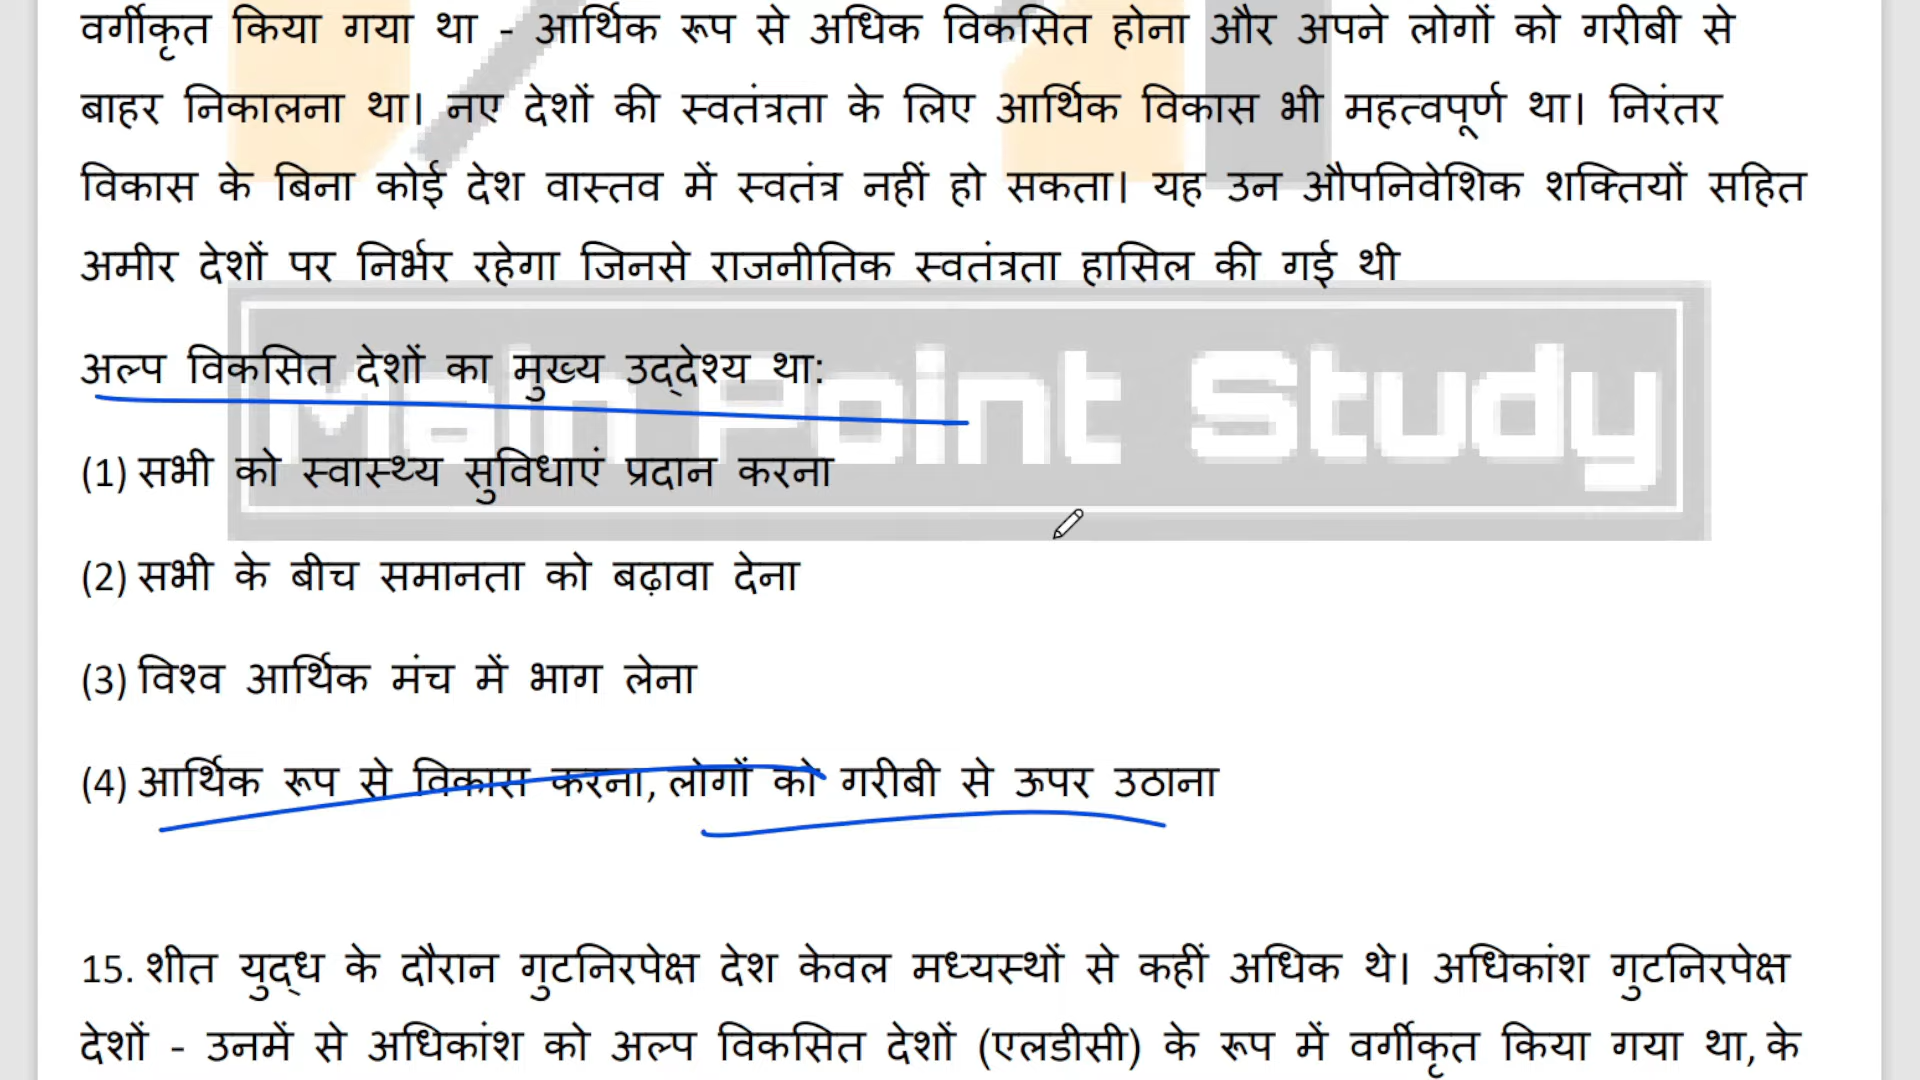 वर्गीकृत किया गया था - आर्थिक रूप से अधिक विकसित होना और अपने लोगों को गरीबी से
बाहर निकालना था। नए देशों की स्वतंत्रता के लिए आर्थिक विकास भी महत्वपूर्ण था। निरंतर
विकास के बिना कोई देश वास्तव में स्वतंत्र नहीं हो सकता। यह उन औपनिवेशिक शक्तियों सहित
अमीर देशों पर निर्भर रहेगा जिनसे राजनीतिक स्वतंत्रता हासिल की गई थी
अल्प विकसित देशों का मुख्य उद्देश्य था:
Main Point Study
(1) सभी को स्वास्थ्य सुविधाएं प्रदान करना
(2) सभी के बीच समानता को बढ़ावा देना
(3) विश्व आर्थिक मंच में भाग लेना
(4) आर्थिक रूप से विकास करना, लोगों को गरीबी से ऊपर उठाना
15. शीत युद्ध के दौरान गुटनिरपेक्ष देश केवल मध्यस्थों से कहीं अधिक थे। अधिकांश गुटनिरपेक्ष
देशों - उनमें से अधिकांश को अल्प विकसित देशों (एलडीसी) के रूप में वर्गीकृत किया गया था, के